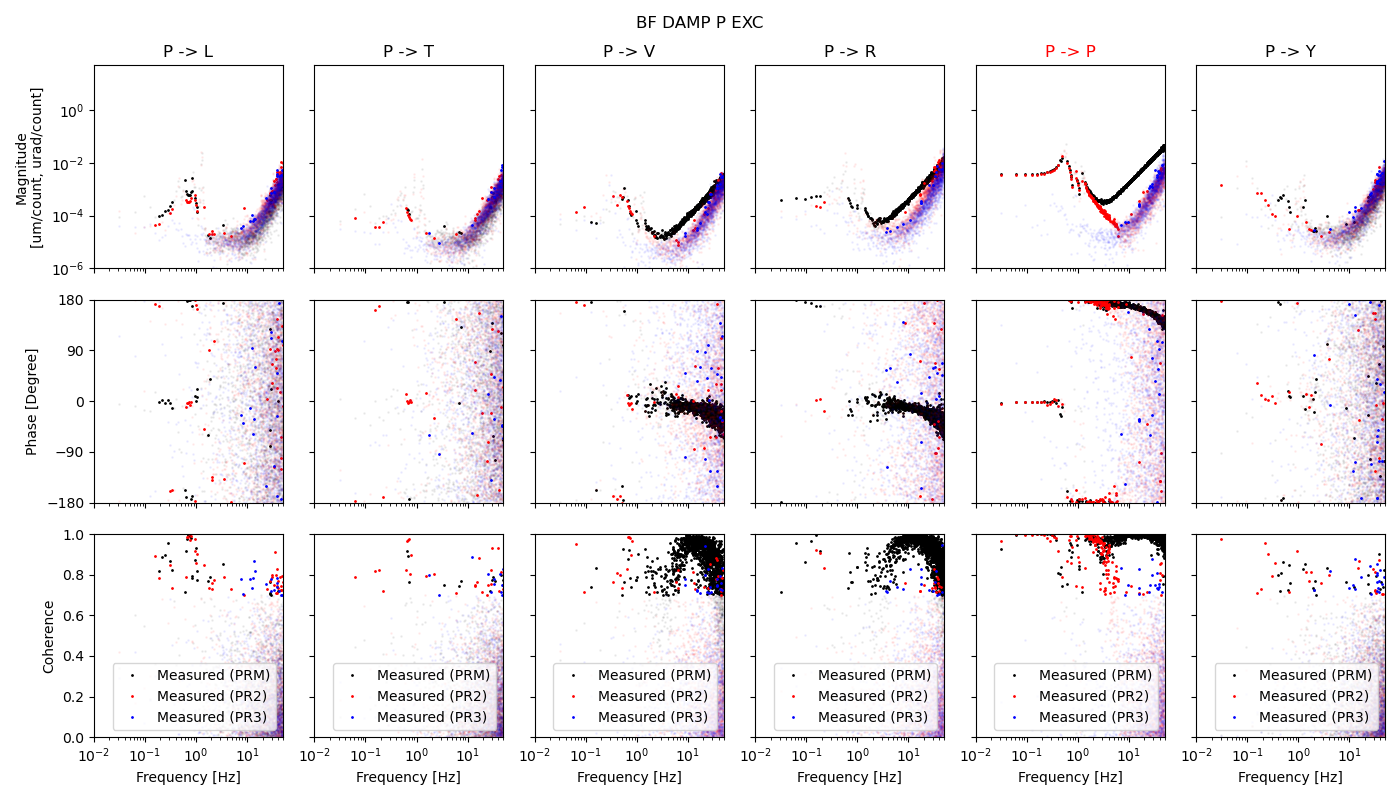 BF DAMP P EXC
P -> L
P -> T
P -> V
P -> R
P -> P
P -> Y
Magnitude
[um/count, urad/count]
10^0
10^-2
10^-4
10^-6
Phase [Degree]
180
90
0
−90
−180
Coherence
1.0
0.8
0.6
0.4
0.2
0.0
Measured (PRM)
Measured (PR2)
Measured (PR3)
Measured (PRM)
Measured (PR2)
Measured (PR3)
Measured (PRM)
Measured (PR2)
Measured (PR3)
Measured (PRM)
Measured (PR2)
Measured (PR3)
Measured (PRM)
Measured (PR2)
Measured (PR3)
Measured (PRM)
Measured (PR2)
Measured (PR3)
10^-2 10^-1 10^0 10^1
10^-2 10^-1 10^0 10^1
10^-2 10^-1 10^0 10^1
10^-2 10^-1 10^0 10^1
10^-2 10^-1 10^0 10^1
10^-2 10^-1 10^0 10^1
Frequency [Hz]
Frequency [Hz]
Frequency [Hz]
Frequency [Hz]
Frequency [Hz]
Frequency [Hz]